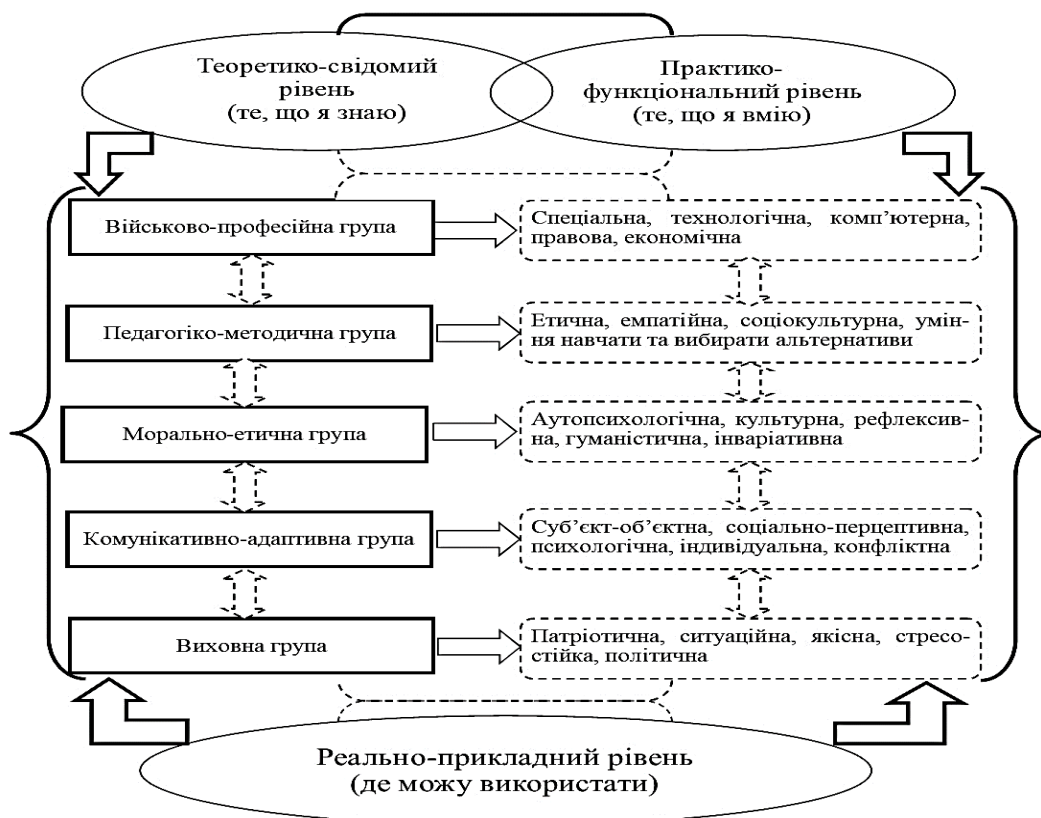 Теоретико-свідомий
рівень
(те, що я знаю)
Практико-
функціональний рівень
(те, що я вмію)
Військово-професійна група
Спеціальна, технологічна, комп’ютерна,
правова, економічна
Педагогіко-методична група
Етична, емпатійна, соціокультурна, умін-
ня навчати та вибирати альтернативи
Морально-етична група
Аутопсихологічна, культурна, рефлексив-
на, гуманістична, інваріативна
Комунікативно-адаптивна група
Суб’єкт-об’єктна, соціально-перцептивна,
психологічна, індивідуальна, конфліктна
Виховна група
Патріотична, ситуаційна, якісна, стресо-
стійка, політична
Реально-прикладний рівень
(де можу використати)